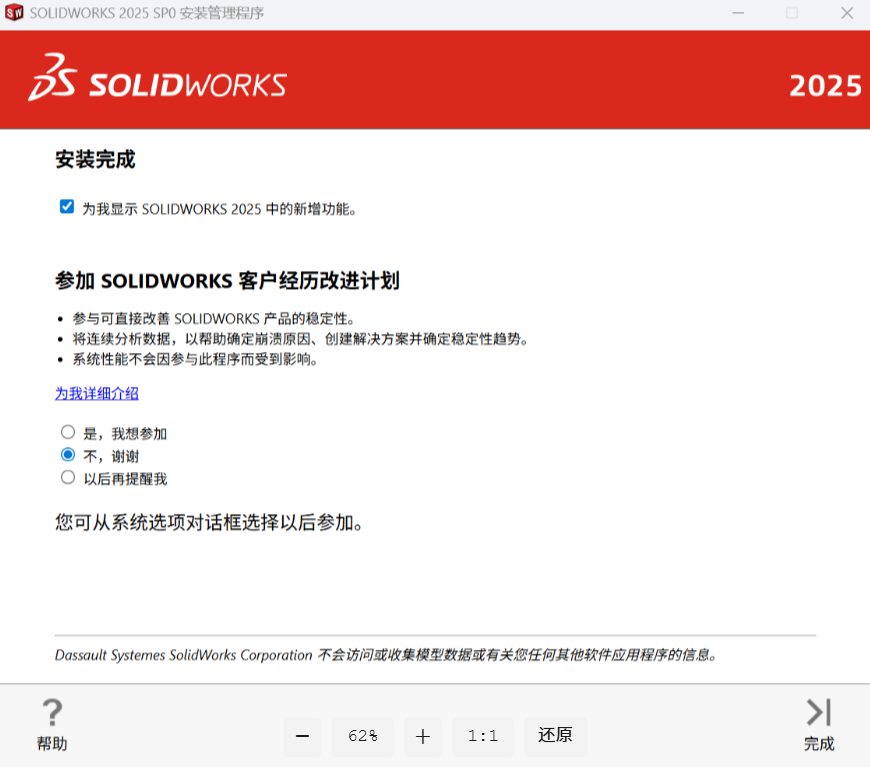 SOLIDWORKS 2025 SP0 安装管理程序
SOLIDWORKS
2025
安装完成
为我显示 SOLIDWORKS 2025 中的新增功能。
参加 SOLIDWORKS 客户经历改进计划
参与可直接改善 SOLIDWORKS 产品的稳定性。
将连续分析数据，以帮助确定崩溃原因、创建解决方案并确定稳定性趋势。
系统性能不会因参与此程序而受到影响。
为我详细介绍
是，我想参加
不，谢谢
以后再提醒我
您可从系统选项对话框选择以后参加。
Dassault Systemes SolidWorks Corporation 不会访问或收集模型数据或有关您任何其他软件应用程序的信息。
?
帮助
62%
1:1
还原
完成